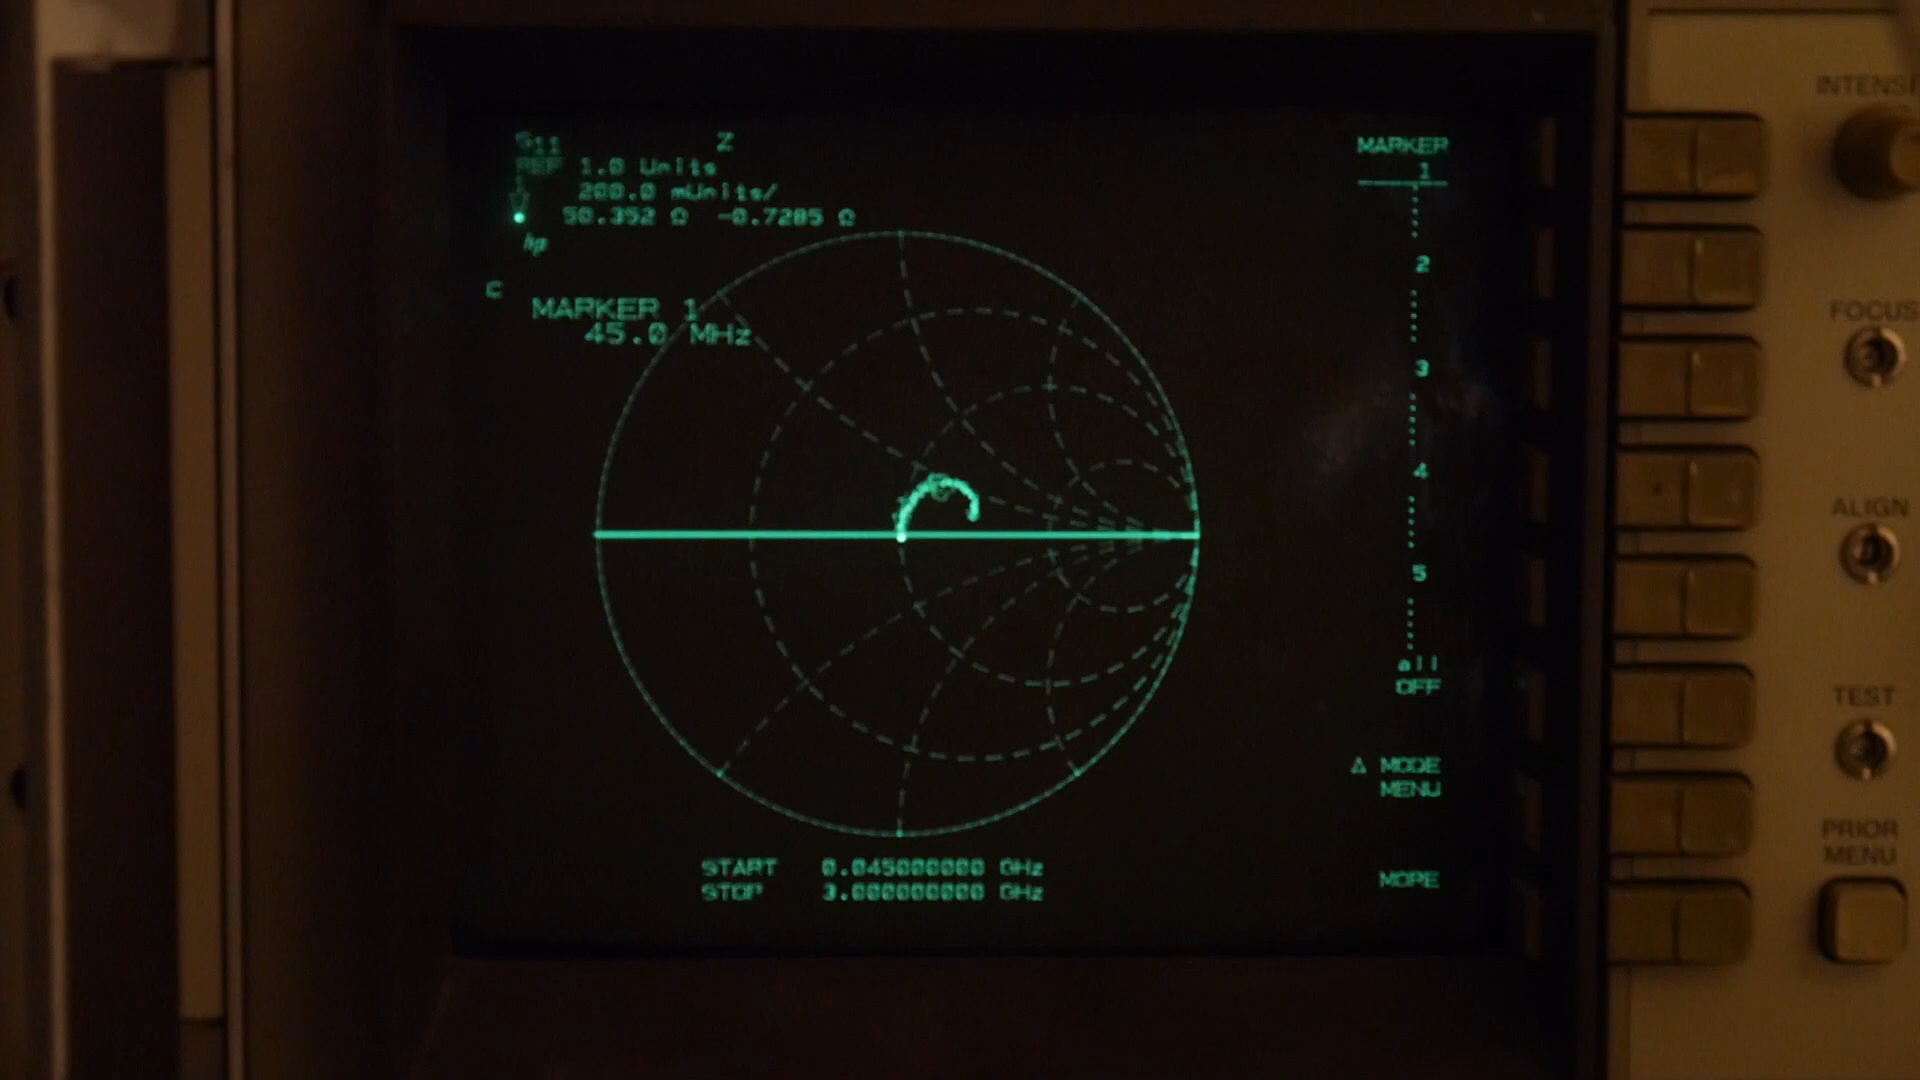 S11 Z
REF 1.0 Units
200.0 mUnits/
50.352 Ω -0.7285 Ω
hp
C
MARKER 1
45.0 MHz
START 0.045000000 GHz
STOP 3.000000000 GHz
MARKER
1
2
3
4
5
all
OFF
Δ MODE
MENU
MORE
INTENSI
FOCUS
ALIGN
TEST
PRIOR
MENU